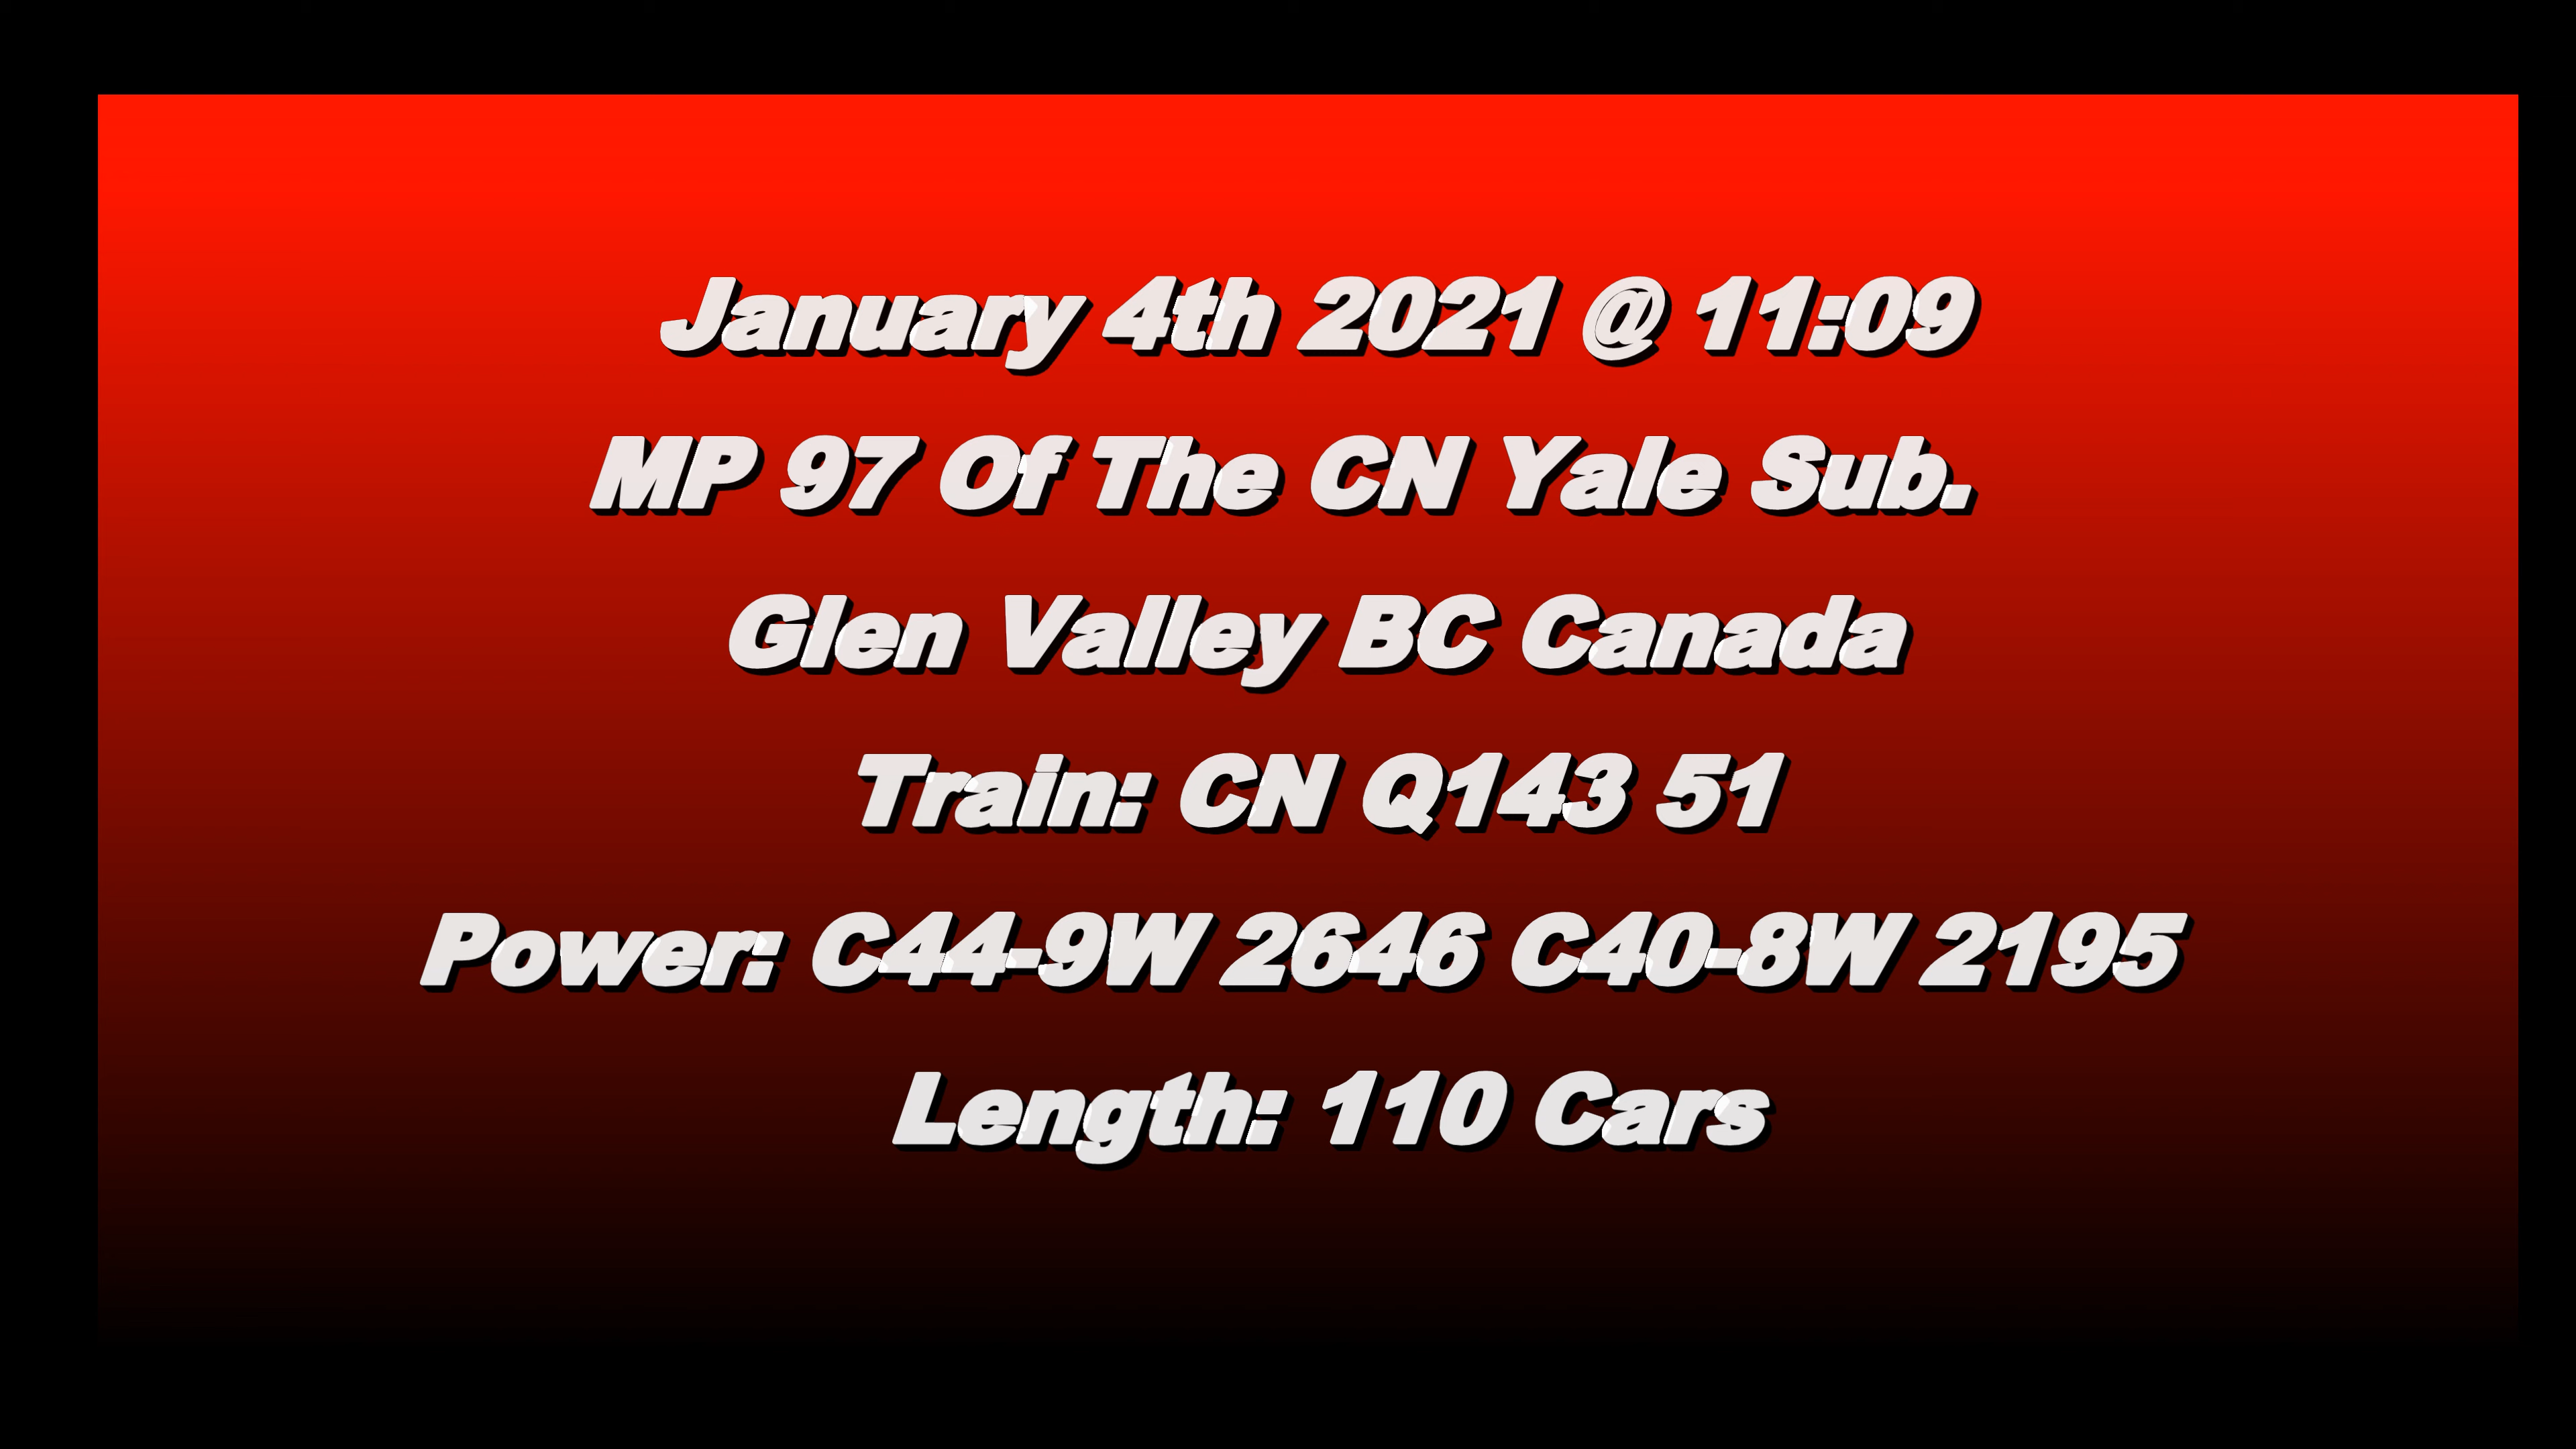 January 4th 2021 @ 11:09
MP 97 Of The CN Yale Sub.
Glen Valley BC Canada
Train: CN Q143 51
Power: C44-9W 2646 C40-8W 2195
Length: 110 Cars